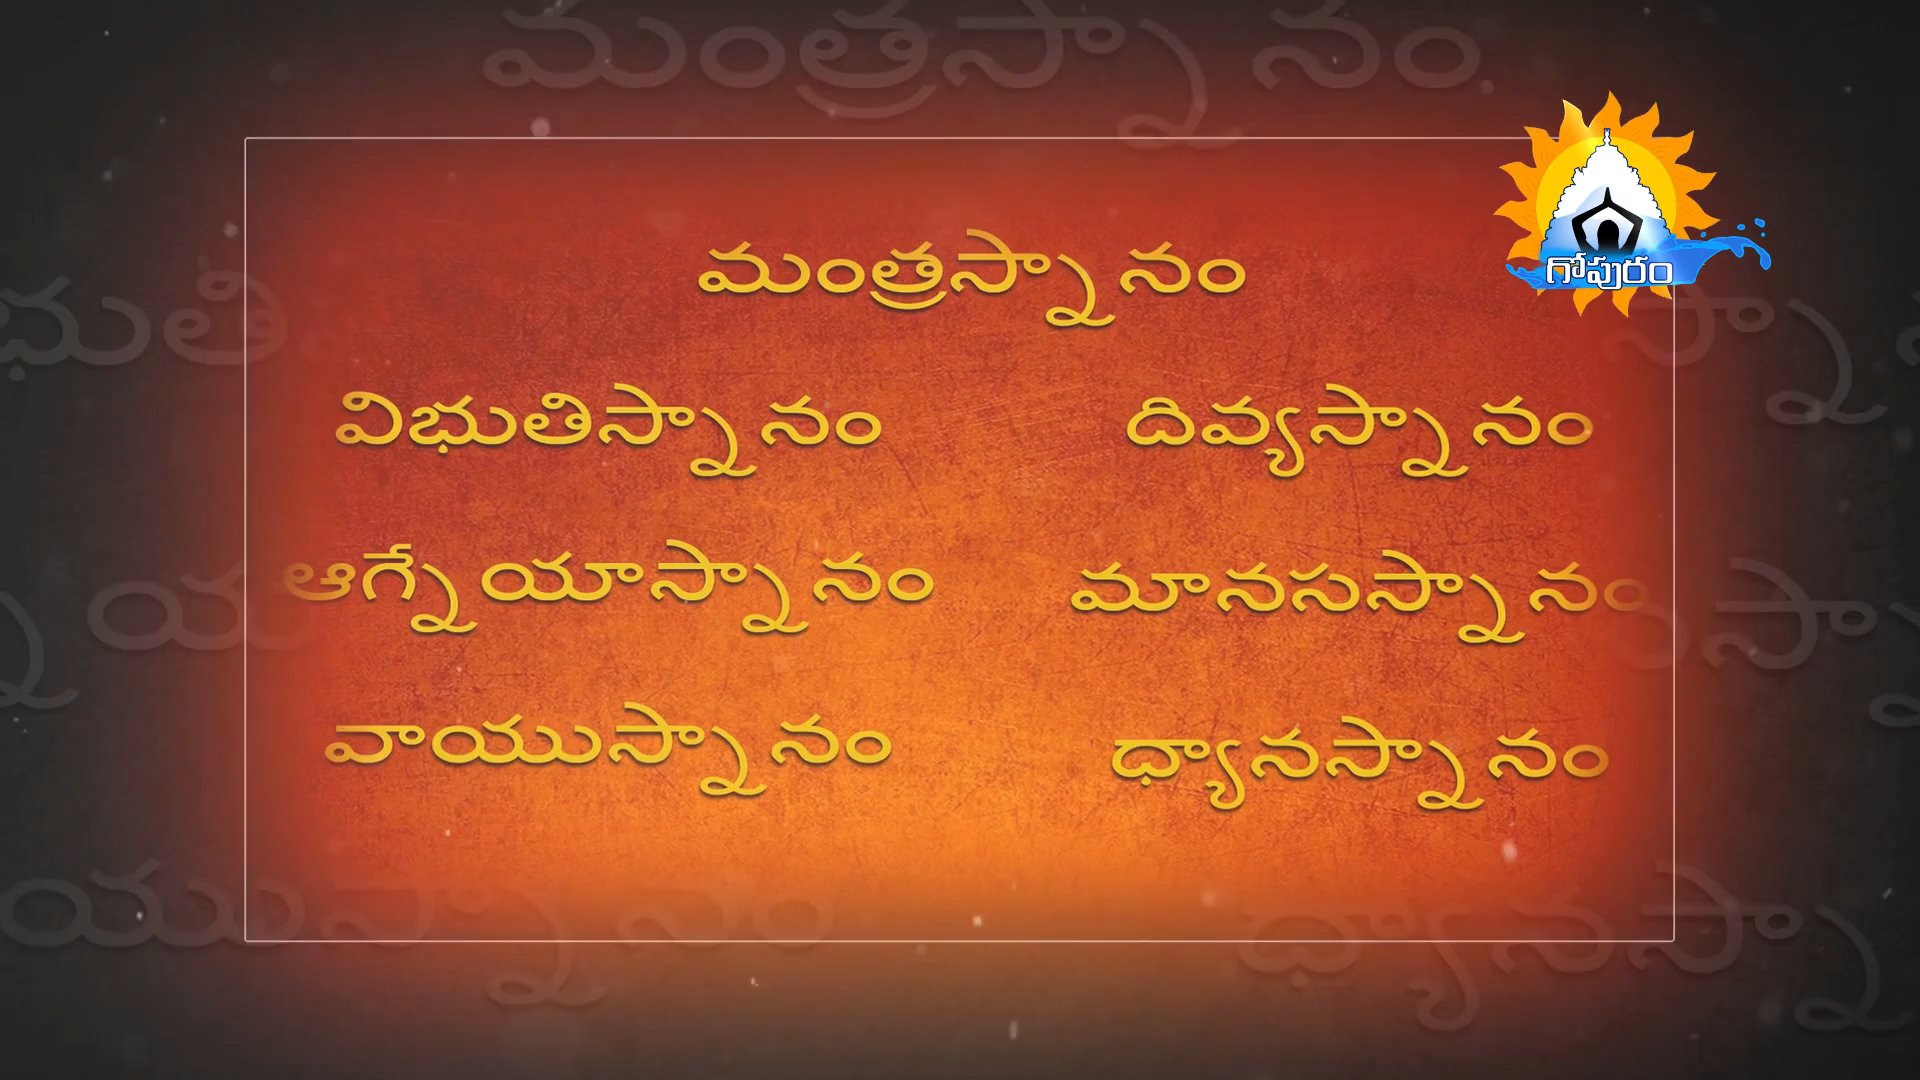 మంత్రస్నానం
గోపురం
విభుతిస్నానం దివ్యస్నానం
ఆగ్నేయాస్నానం మానసస్నానం
వాయుస్నానం ధ్యానస్నానం